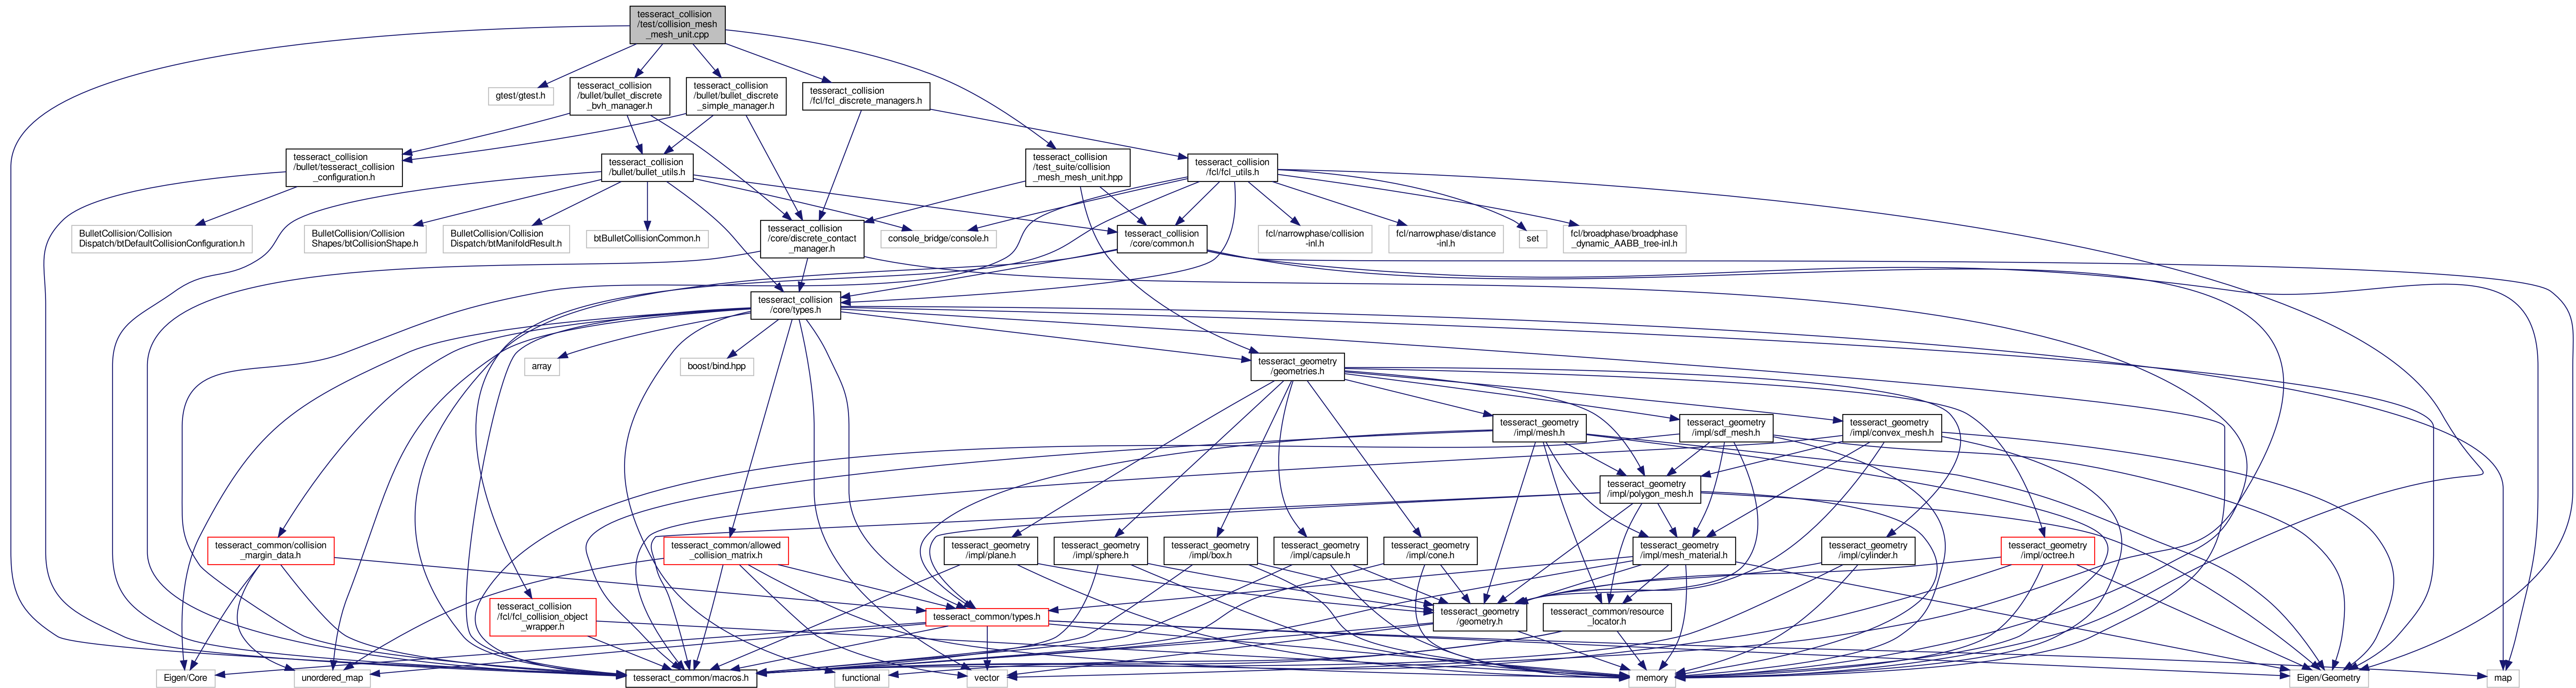 tesseract_collision
/test/collision_mesh
_mesh_unit.cpp
gtest/gtest.h
tesseract_collision
/bullet/bullet_discrete
_bvh_manager.h
tesseract_collision
/bullet/bullet_discrete
_simple_manager.h
tesseract_collision
/fcl/fcl_discrete_managers.h
tesseract_collision
/bullet/tesseract_collision
_configuration.h
tesseract_collision
/bullet/bullet_utils.h
tesseract_collision
/test_suite/collision
_mesh_mesh_unit.hpp
tesseract_collision
/fcl/fcl_utils.h
BulletCollision/Collision
Dispatch/btDefaultCollisionConfiguration.h
BulletCollision/Collision
Shapes/btCollisionShape.h
BulletCollision/Collision
Dispatch/btManifoldResult.h
btBulletCollisionCommon.h
tesseract_collision
/core/discrete_contact
_manager.h
console_bridge/console.h
tesseract_collision
/core/common.h
fcl/narrowphase/collision
-inl.h
fcl/narrowphase/distance
-inl.h
set
fcl/broadphase/broadphase
_dynamic_AABB_tree-inl.h
tesseract_collision
/core/types.h
array
boost/bind.hpp
tesseract_geometry
/geometries.h
tesseract_geometry
/impl/mesh.h
tesseract_geometry
/impl/sdf_mesh.h
tesseract_geometry
/impl/convex_mesh.h
tesseract_geometry
/impl/polygon_mesh.h
tesseract_common/collision
_margin_data.h
tesseract_common/allowed
_collision_matrix.h
tesseract_geometry
/impl/plane.h
tesseract_geometry
/impl/sphere.h
tesseract_geometry
/impl/box.h
tesseract_geometry
/impl/capsule.h
tesseract_geometry
/impl/cone.h
tesseract_geometry
/impl/mesh_material.h
tesseract_geometry
/impl/cylinder.h
tesseract_geometry
/impl/octree.h
tesseract_collision
/fcl/fcl_collision_object
_wrapper.h
tesseract_common/types.h
tesseract_geometry
/geometry.h
tesseract_common/resource
_locator.h
Eigen/Core
unordered_map
tesseract_common/macros.h
functional
vector
memory
Eigen/Geometry
map